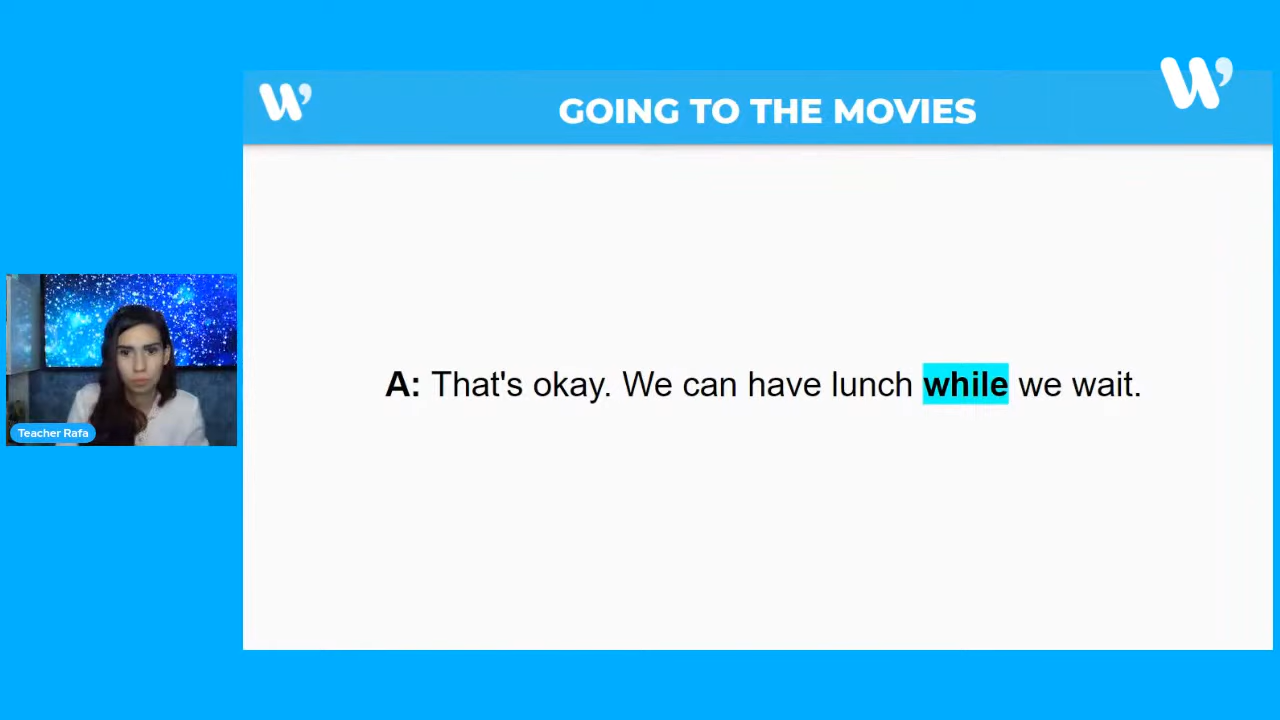 GOING TO THE MOVIES
A: That's okay. We can have lunch while we wait.
Teacher Rafa